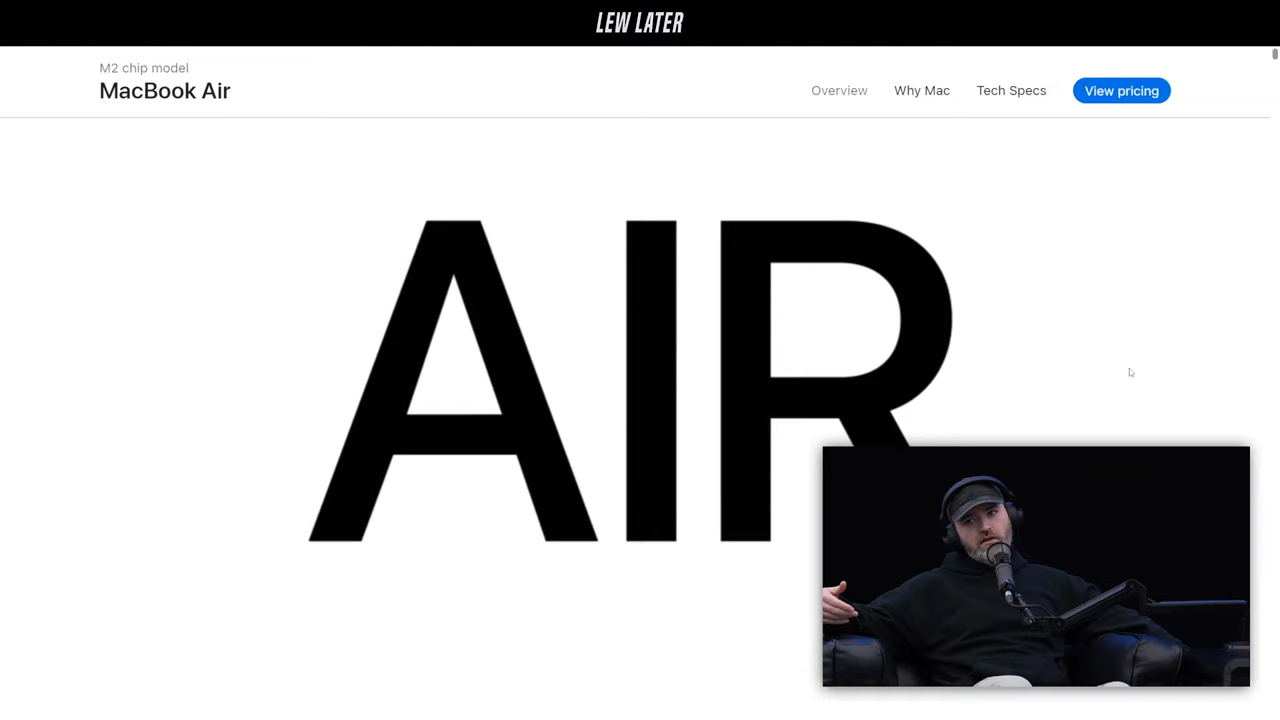 LEW LATER
M2 chip model
MacBook Air
Overview
Why Mac
Tech Specs
View pricing
AIR